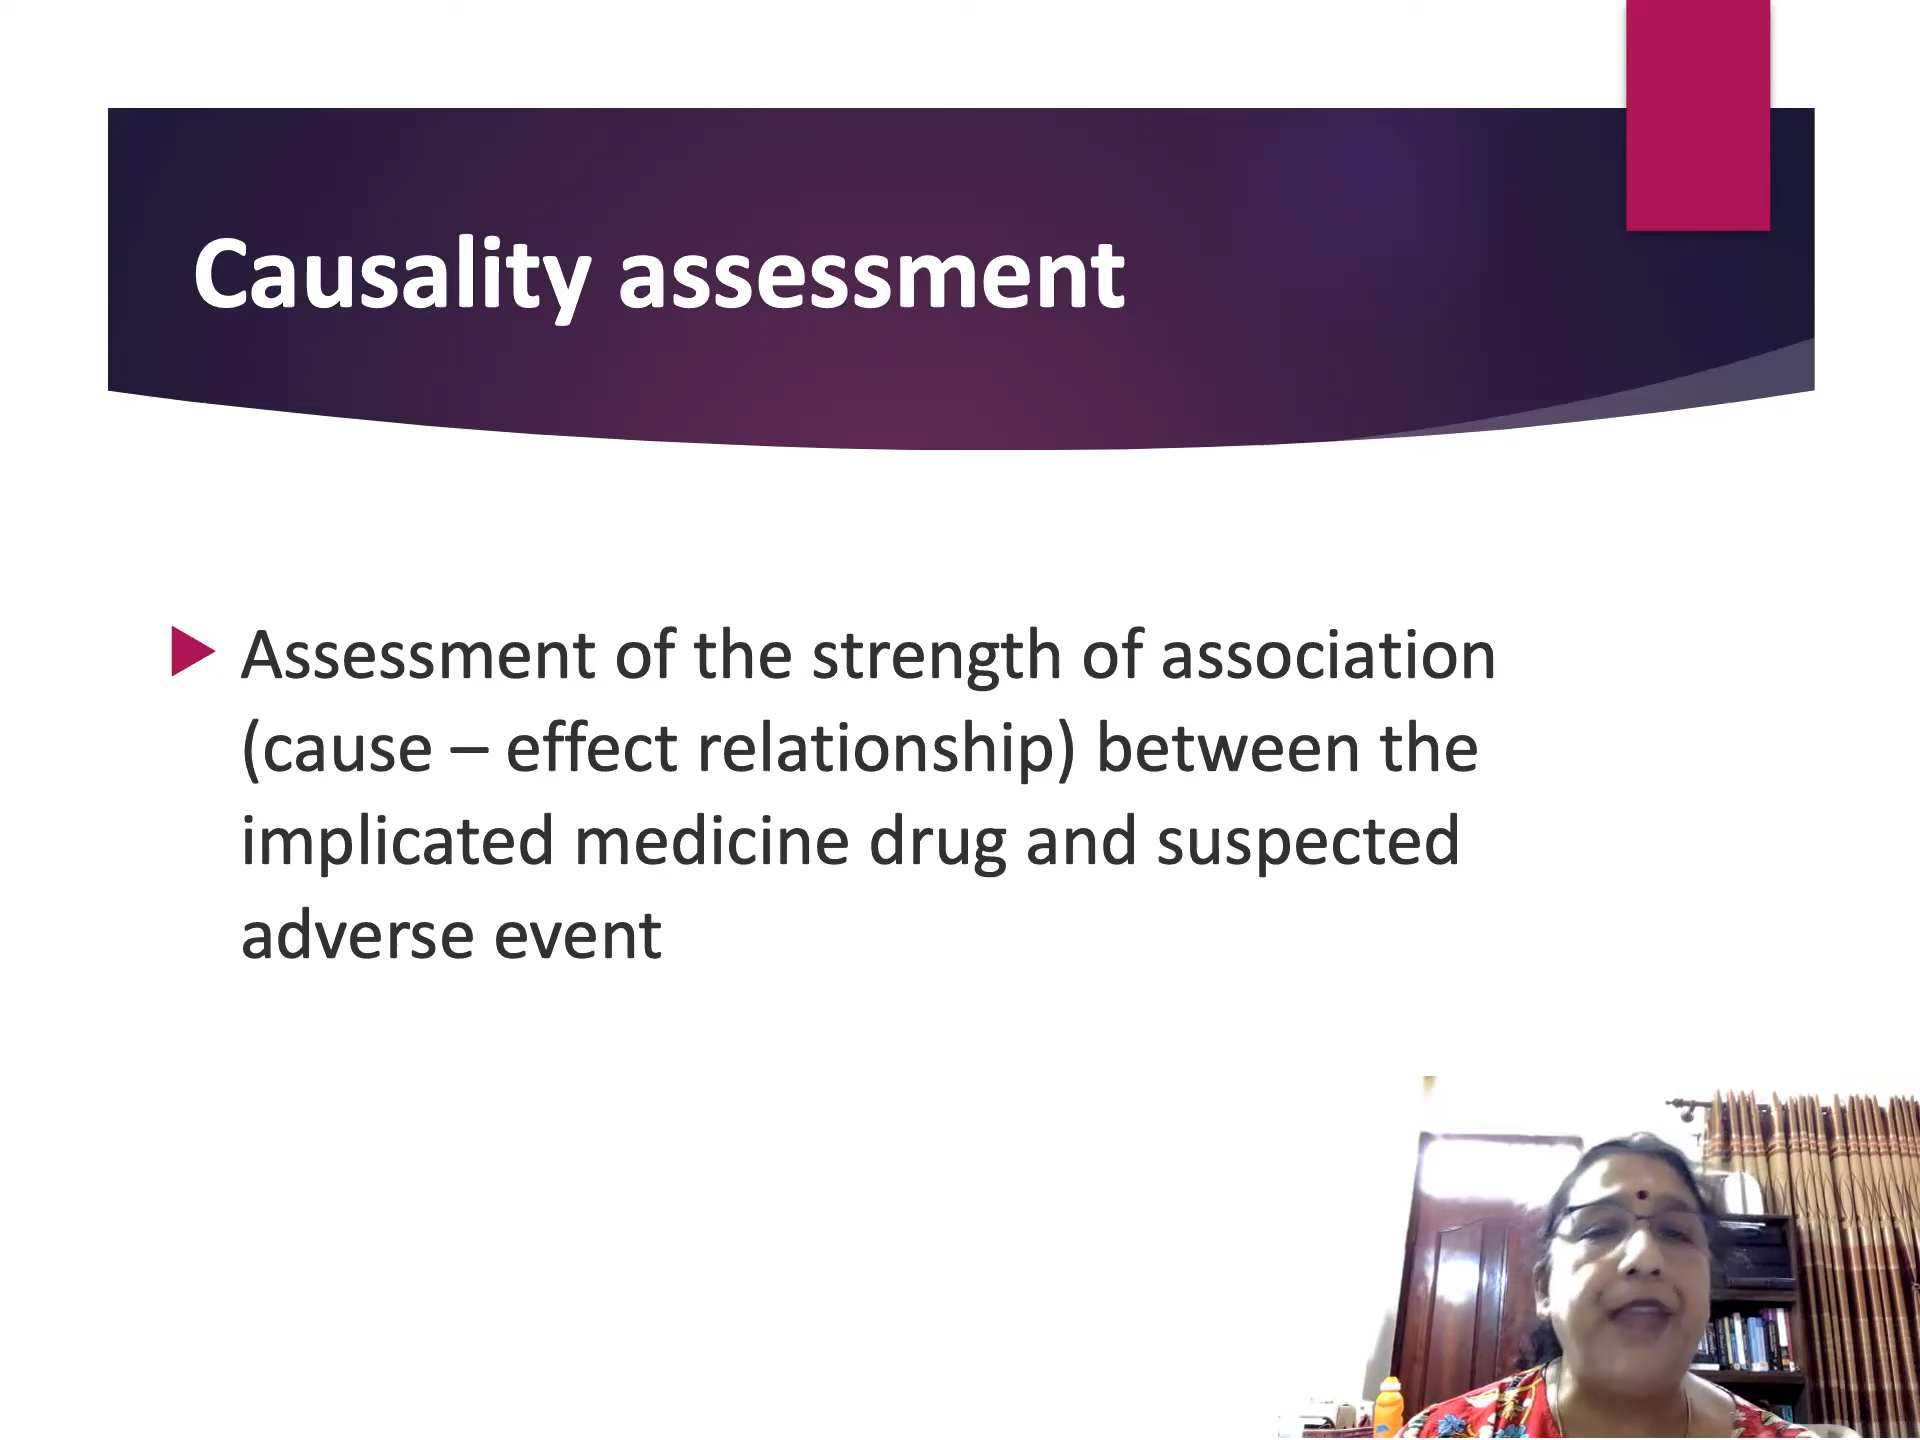 Causality assessment
Assessment of the strength of association
(cause – effect relationship) between the
implicated medicine drug and suspected
adverse event